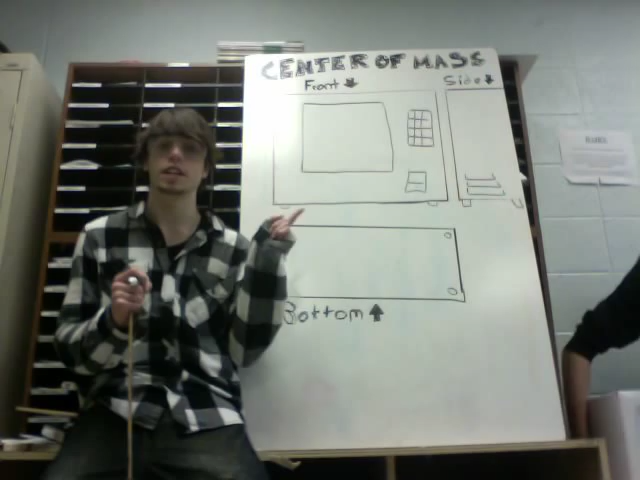 CENTER OF MASS
Front ↓
Side ↓
Bottom ↑